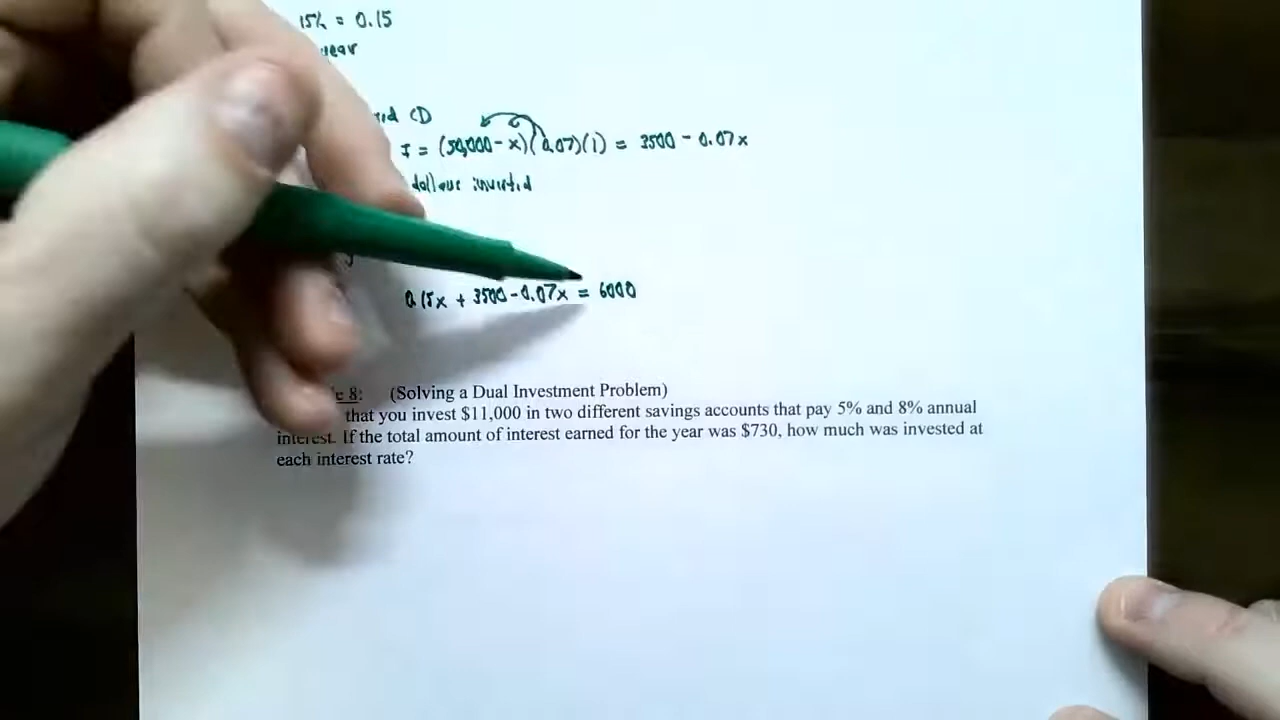 15% = 0.15
year
CD
I = (50,000 - x)(0.07)(1) = 3500 - 0.07x
dollars invested
0.15x + 3500 - 0.07x = 6000
8: (Solving a Dual Investment Problem)
that you invest $11,000 in two different savings accounts that pay 5% and 8% annual
interest. If the total amount of interest earned for the year was $730, how much was invested at
each interest rate?